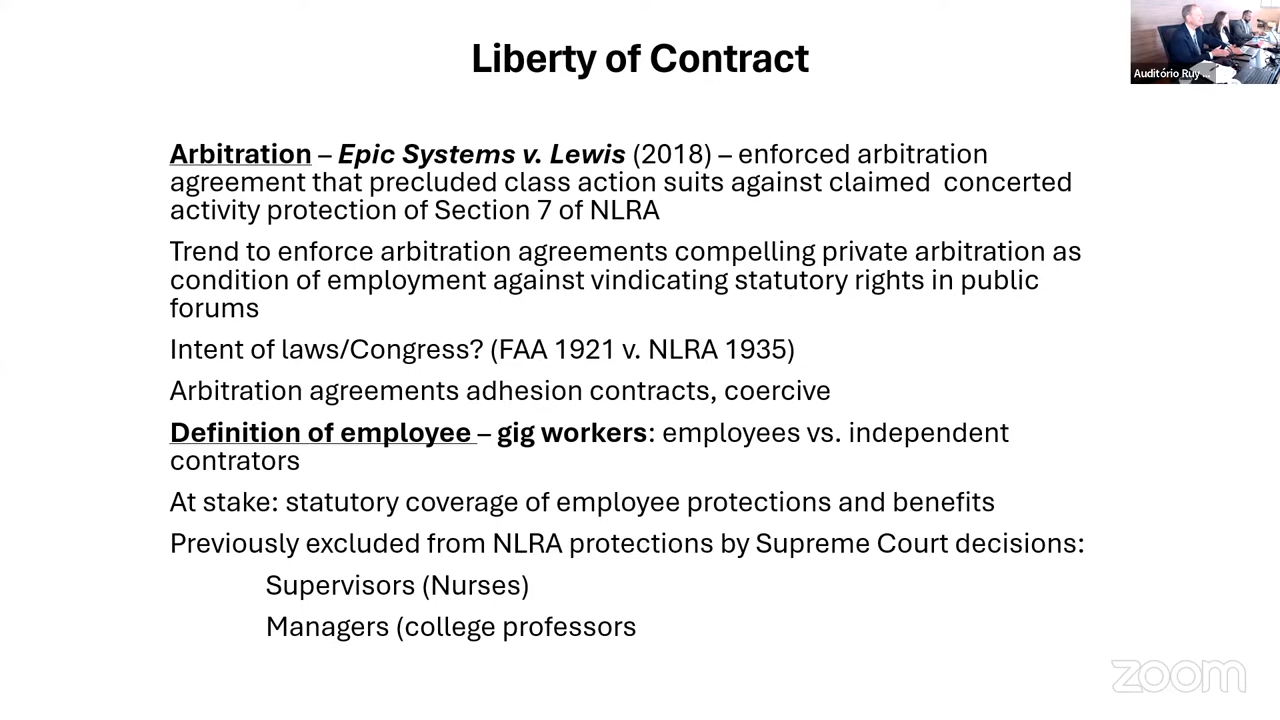 Liberty of Contract
Auditório Ruy ...
Arbitration – Epic Systems v. Lewis (2018) – enforced arbitration
agreement that precluded class action suits against claimed  concerted
activity protection of Section 7 of NLRA
Trend to enforce arbitration agreements compelling private arbitration as
condition of employment against vindicating statutory rights in public
forums
Intent of laws/Congress? (FAA 1921 v. NLRA 1935)
Arbitration agreements adhesion contracts, coercive
Definition of employee – gig workers: employees vs. independent
contrators
At stake: statutory coverage of employee protections and benefits
Previously excluded from NLRA protections by Supreme Court decisions:
Supervisors (Nurses)
Managers (college professors
zoom